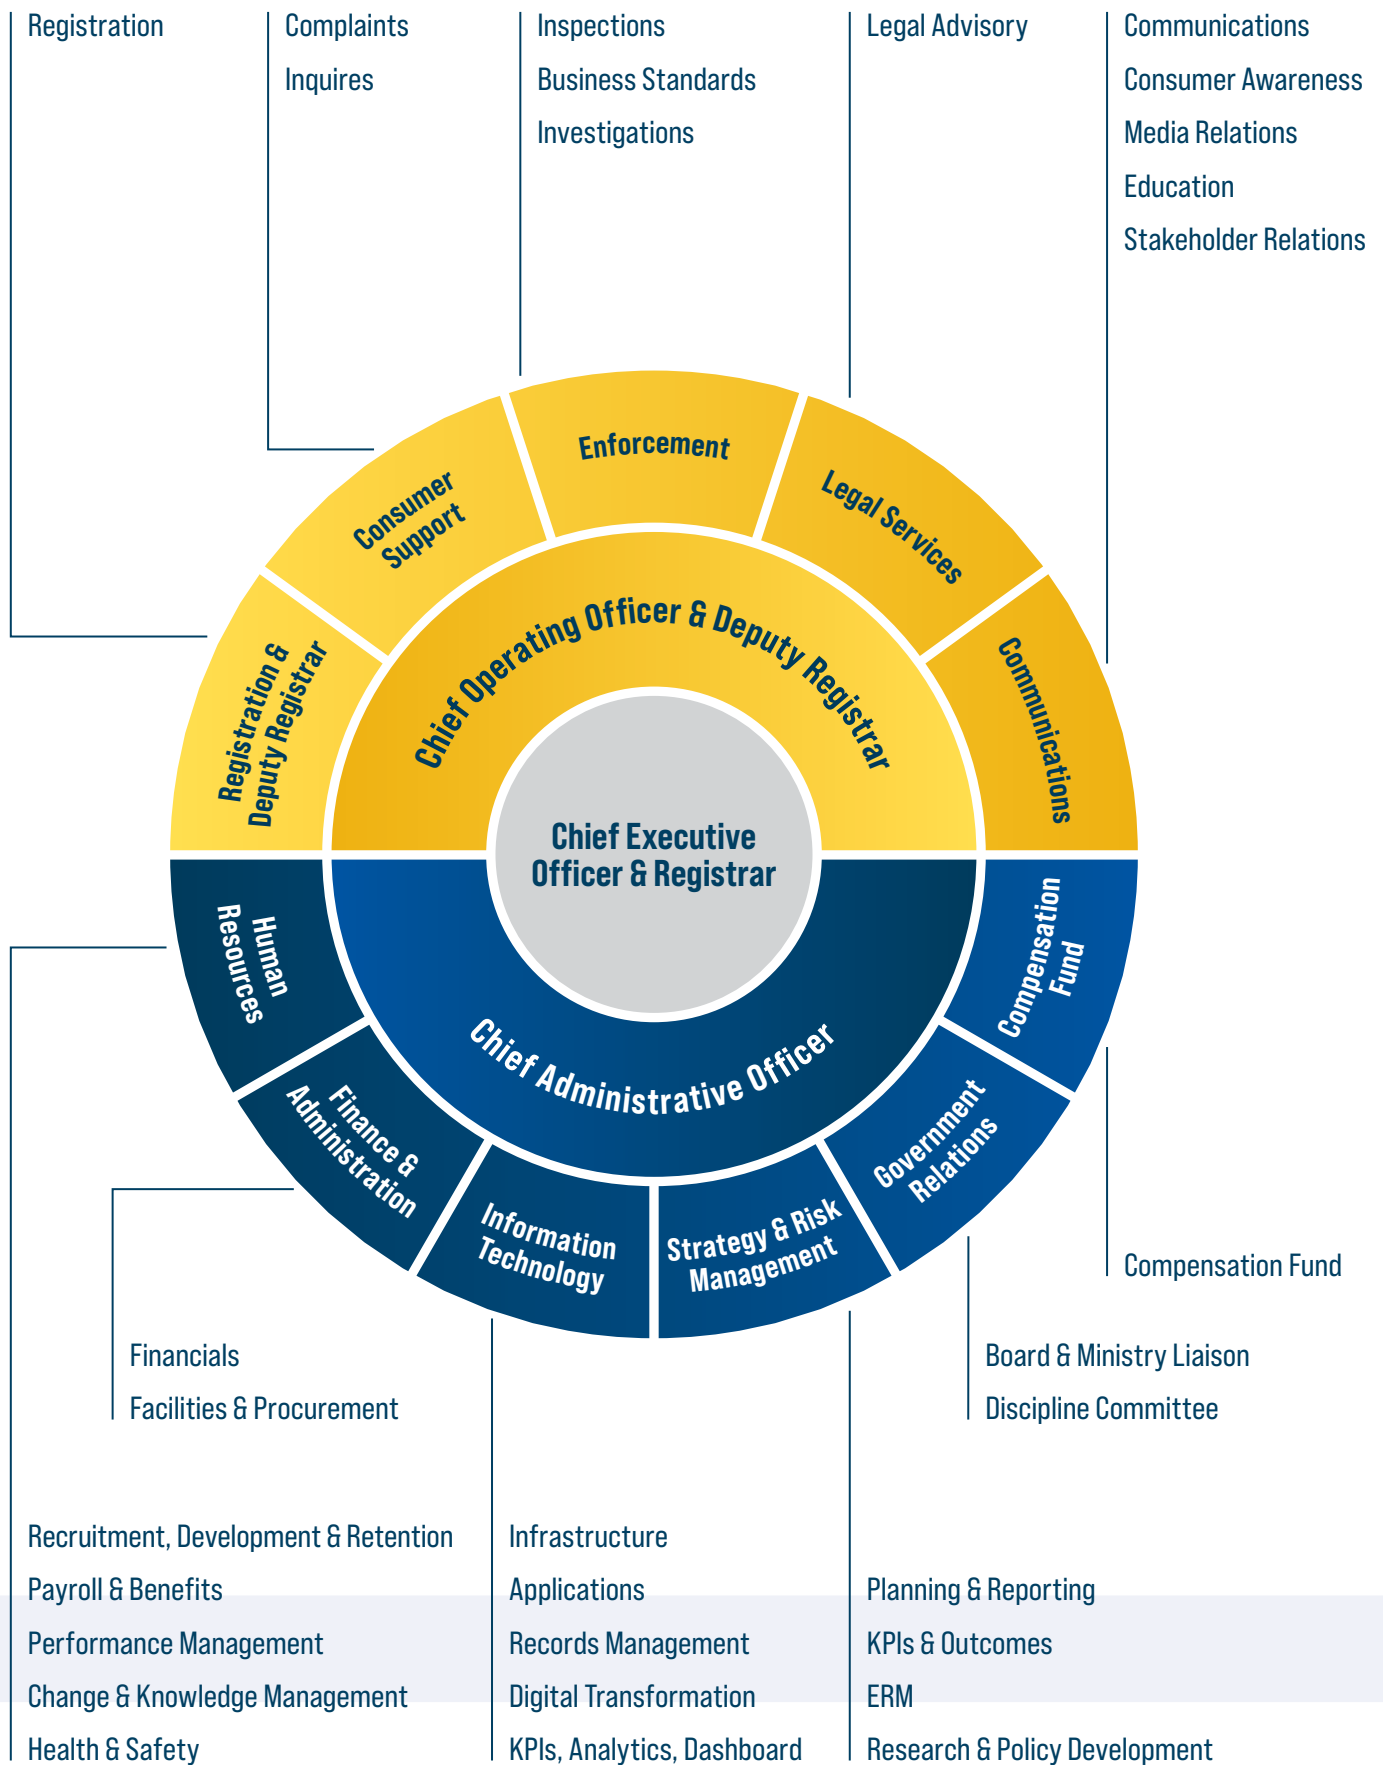 Registration
Complaints
Inquires
Inspections
Business Standards
Investigations
Legal Advisory
Communications
Consumer Awareness
Media Relations
Education
Stakeholder Relations
Registration &
Deputy Registrar
Consumer
Support
Enforcement
Legal Services
Communications
Chief Operating Officer & Deputy Registrar
Chief Executive
Officer & Registrar
Chief Administrative Officer
Human
Resources
Finance &
Administration
Information
Technology
Strategy & Risk
Management
Government
Relations
Compensation
Fund
Compensation Fund
Financials
Facilities & Procurement
Board & Ministry Liaison
Discipline Committee
Recruitment, Development & Retention
Payroll & Benefits
Performance Management
Change & Knowledge Management
Health & Safety
Infrastructure
Applications
Records Management
Digital Transformation
KPIs, Analytics, Dashboard
Planning & Reporting
KPIs & Outcomes
ERM
Research & Policy Development